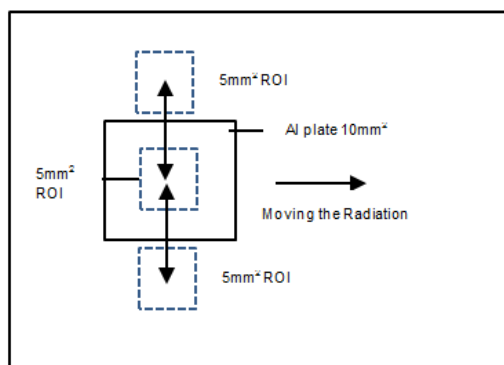 5mm² ROI
Al plate 10mm²
5mm²
ROI
Moving the Radiation
5mm² ROI